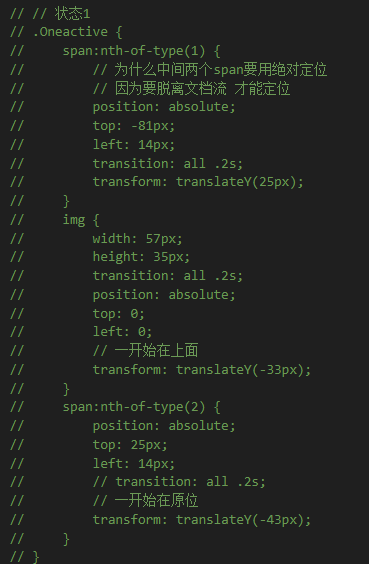 // // 状态1
// .Oneactive {
//     span:nth-of-type(1) {
//         // 为什么中间两个span要用绝对定位
//         // 因为要脱离文档流 才能定位
//         position: absolute;
//         top: -81px;
//         left: 14px;
//         transition: all .2s;
//         transform: translateY(25px);
//     }
//     img {
//         width: 57px;
//         height: 35px;
//         transition: all .2s;
//         position: absolute;
//         top: 0;
//         left: 0;
//         // 一开始在上面
//         transform: translateY(-33px);
//     }
//     span:nth-of-type(2) {
//         position: absolute;
//         top: 25px;
//         left: 14px;
//         // transition: all .2s;
//         // 一开始在原位
//         transform: translateY(-43px);
//     }
// }